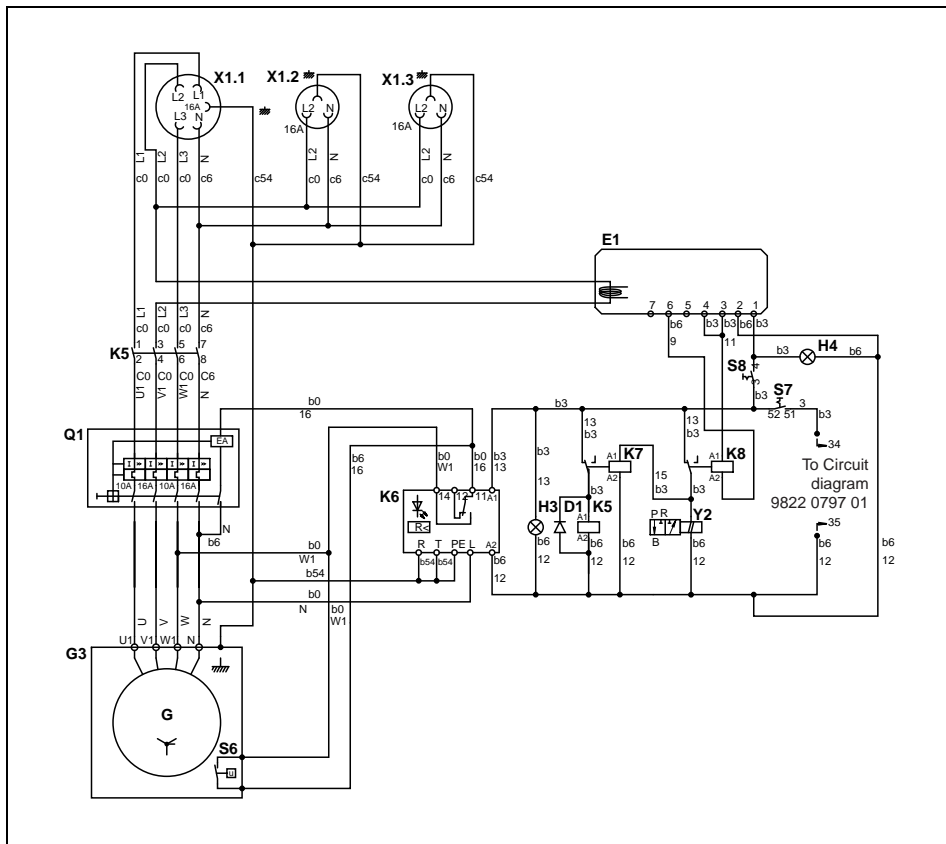 X1.1
X1.2
X1.3
L2 L1
16A
L3 N
L2 N
16A
L2 N
16A
L1 L2 L3 N
c0 c0 c0 c6
c54
L2 N
c0 c6
c54
L2 N
c0 c6
c54
E1
7 6 5 4 3 2 1
b6 b3 b3 b6 b3
9 11
L1 L2 L3 N
c0 c0 c0 c6
K5
1 3 5 7
2 4 6 8
C0 C0 C0 C6
U1 V1 W1 N
b3 H4 b6
S8
4
3
b3
S7
52 51 3
b3
34
To Circuit
diagram
9822 0797 01
35
b6
12
b6
12
b0
16
Q1
EA
I I I I
10A 16A 10A 16A
N
b6
b6
16
b0
W1
b0
16
b3
13
K6
14 12 11 A1
R<
R T PE L A2
b54 b54
b6
12
b3
b3
13
H3
b6
12
13
b3
b3
D1
K5
A1
A2
b6
12
K7
A1
A2
b6
12
13
b3
15
b3
b3
K8
A1
A2
Y2
P R
B
b6
12
b0
W1
b54
b0
N
b0
W1
U V W N
U1 V1 W1 N
G3
G
S6
u